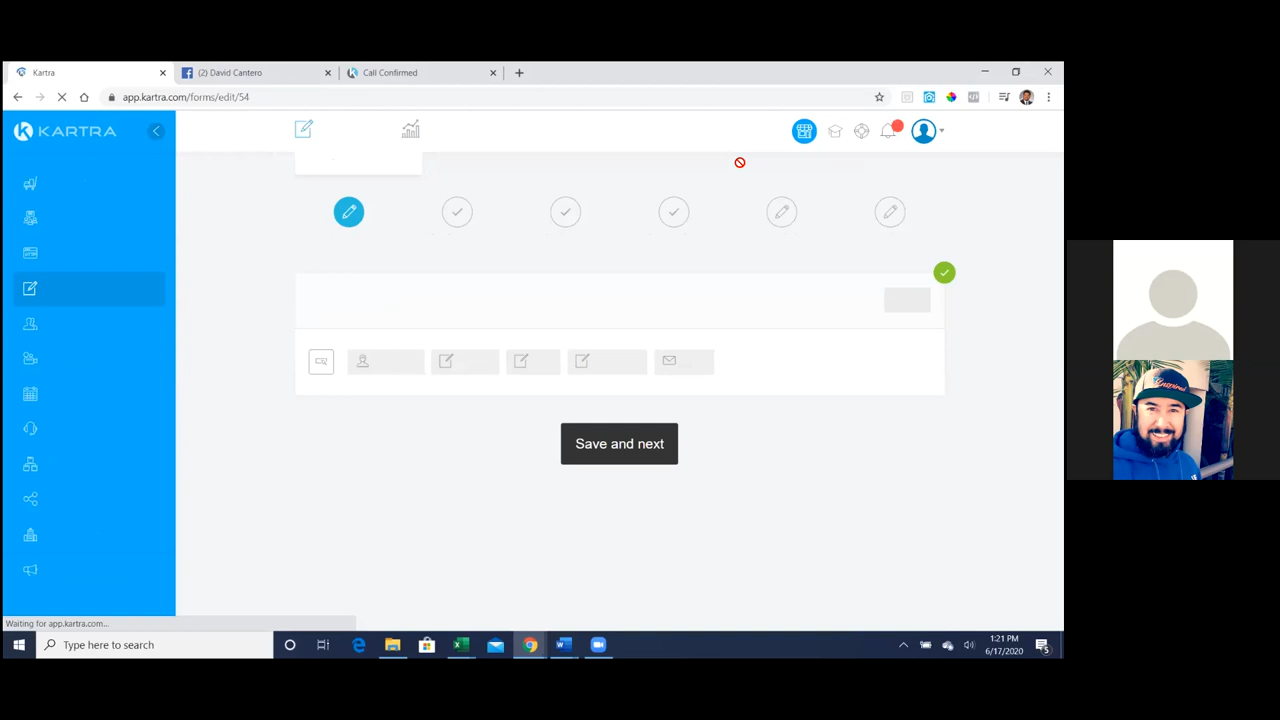 Kartra
(2) David Cantero
Call Confirmed
app.kartra.com/forms/edit/54
KARTRA
Save and next
Waiting for app.kartra.com...
Type here to search
1:21 PM
6/17/2020
5